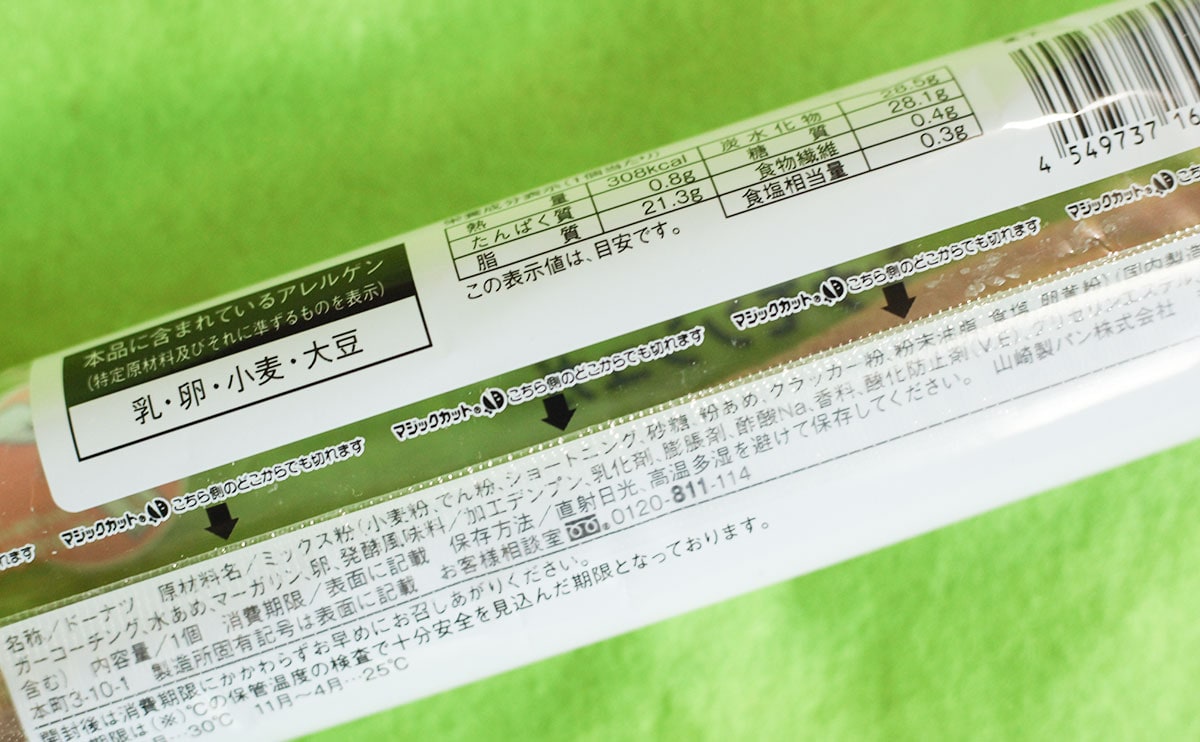 栄養成分表示(1個当たり)
熱量 308kcal 炭水化物 28.5g
たんぱく質 0.8g 糖質 28.1g
脂質 21.3g 食物繊維 0.4g
食塩相当量 0.3g
この表示値は、目安です。
4 549737 16
本品に含まれているアレルゲン
(特定原材料及びそれに準ずるものを表示)
乳・卵・小麦・大豆
れます マジックカット® こちら側のどこからでも切れます マジックカット® こちら側のどこからでも切れます マジックカット® こちら側のどこからでも切れます マジックカット® こち
名称/ドーナツ 原材料名/ミックス粉(小麦粉、でん粉、ショートニング、砂糖、粉あめ、クラッカー粉、粉末油脂、食塩、卵黄粉)(国内製造
ガーコーチング、水あめ、マーガリン、卵、発酵風味料/加工デンプン、乳化剤、膨脹剤、酢酸Na、香料、酸化防止剤(V.E)、グリセリンエステル
含む) 内容量/1個 消費期限/表面に記載 保存方法/直射日光、高温多湿を避けて保存してください。 山崎製パン株式会社
本町3-10-1 製造所固有記号は表面に記載 お客様相談室 0120-811-114
開封後は消費期限にかかわらずお早めにお召しあがりください。
期限は(※)℃の保管温度の検査で十分安全を見込んだ期限となっております。
月…30℃ 11月〜4月…25℃